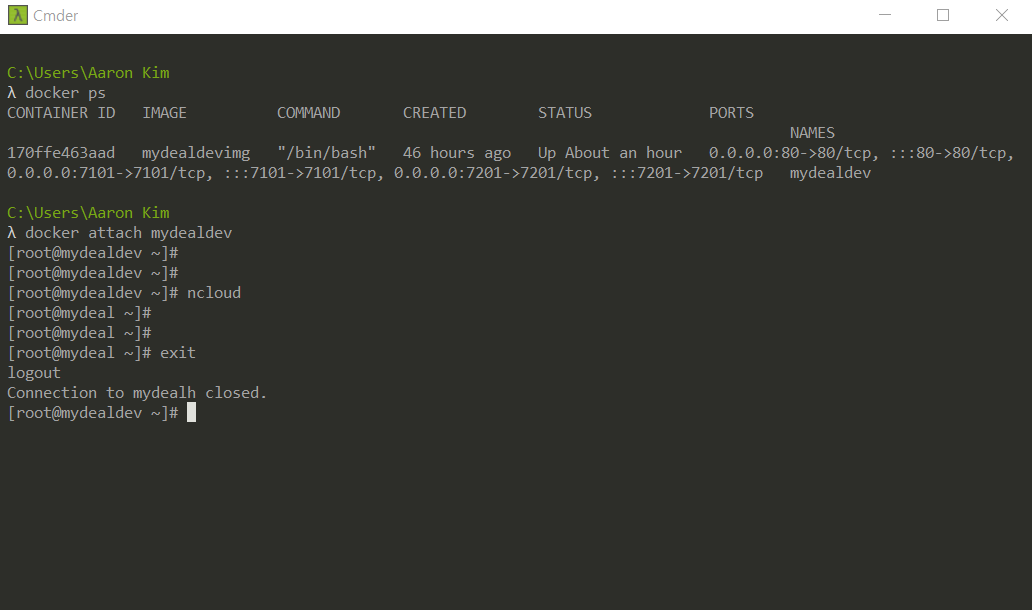 λ Cmder
C:\Users\Aaron Kim
λ docker ps
CONTAINER ID   IMAGE          COMMAND       CREATED        STATUS             PORTS
NAMES
170ffe463aad   mydealdevimg   "/bin/bash"   46 hours ago   Up About an hour   0.0.0.0:80->80/tcp, :::80->80/tcp,
0.0.0.0:7101->7101/tcp, :::7101->7101/tcp, 0.0.0.0:7201->7201/tcp, :::7201->7201/tcp   mydealdev
C:\Users\Aaron Kim
λ docker attach mydealdev
[root@mydealdev ~]#
[root@mydealdev ~]#
[root@mydealdev ~]# ncloud
[root@mydeal ~]#
[root@mydeal ~]#
[root@mydeal ~]# exit
logout
Connection to mydealh closed.
[root@mydealdev ~]#